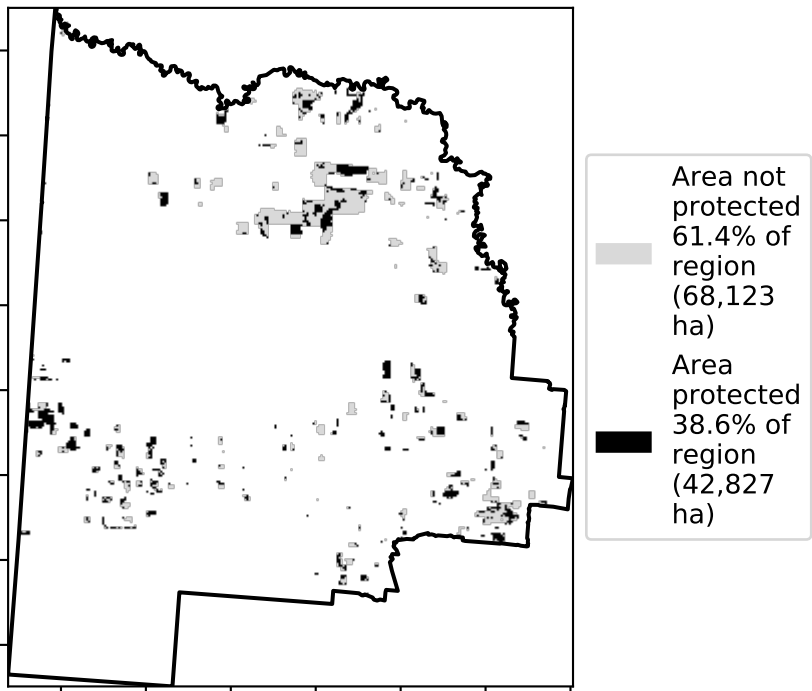 Area not
protected
61.4% of
region
(68,123
ha)
Area
protected
38.6% of
region
(42,827
ha)